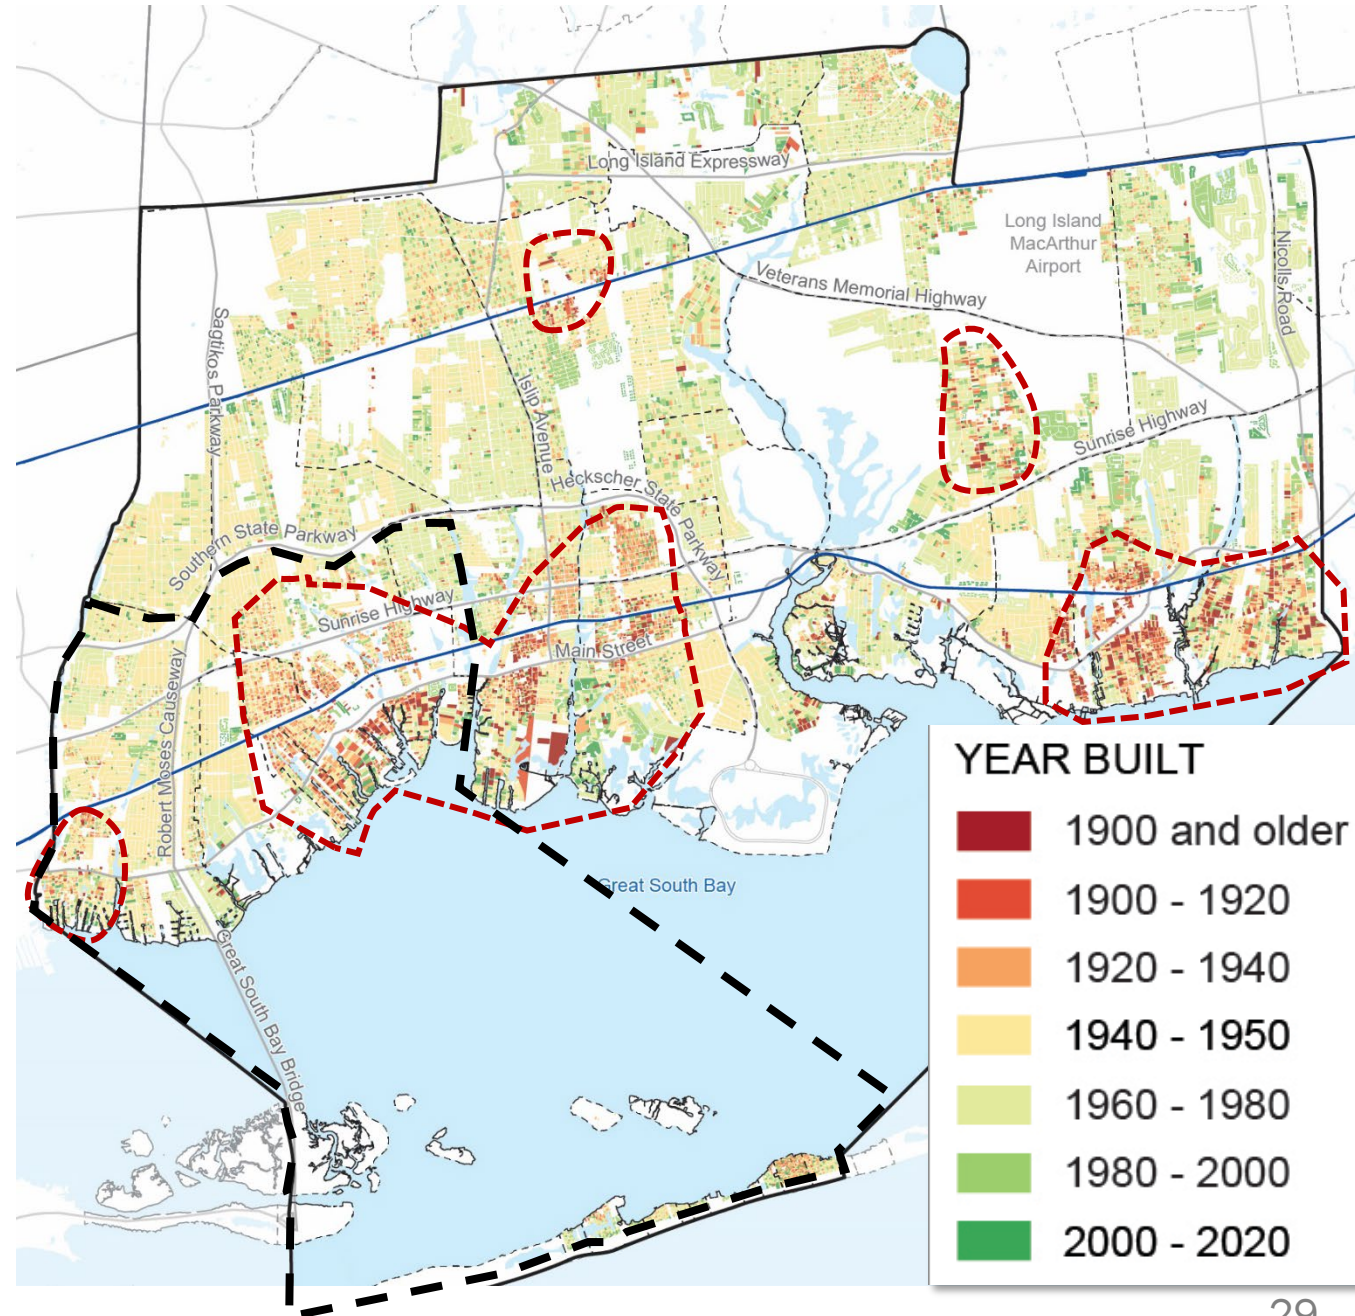 Long Island Expressway
Long Island
MacArthur
Airport
Nicolls Road
Veterans Memorial Highway
Sagtikos Parkway
Islip Avenue
Sunrise Highway
Heckscher State Parkway
Southern State Parkway
Sunrise Highway
Main Street
Robert Moses Causeway
Great South Bay
Great South Bay Bridge
YEAR BUILT
1900 and older
1900 - 1920
1920 - 1940
1940 - 1950
1960 - 1980
1980 - 2000
2000 - 2020
29